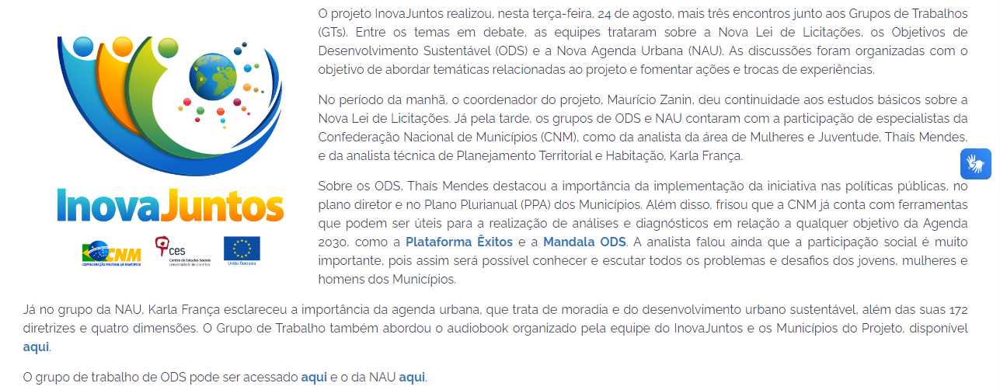 O projeto InovaJuntos realizou, nesta terça-feira, 24 de agosto, mais três encontros junto aos Grupos de Trabalhos
(GTs). Entre os temas em debate, as equipes trataram sobre a Nova Lei de Licitações, os Objetivos de
Desenvolvimento Sustentável (ODS) e a Nova Agenda Urbana (NAU). As discussões foram organizadas com o
objetivo de abordar temáticas relacionadas ao projeto e fomentar ações e trocas de experiências.
No período da manhã, o coordenador do projeto, Maurício Zanin, deu continuidade aos estudos básicos sobre a
Nova Lei de Licitações. Já pela tarde, os grupos de ODS e NAU contaram com a participação de especialistas da
Confederação Nacional de Municípios (CNM), como da analista da área de Mulheres e Juventude, Thaís Mendes,
e da analista técnica de Planejamento Territorial e Habitação, Karla França.
Sobre os ODS, Thaís Mendes destacou a importância da implementação da iniciativa nas políticas públicas, no
plano diretor e no Plano Plurianual (PPA) dos Municípios. Além disso, frisou que a CNM já conta com ferramentas
que podem ser úteis para a realização de análises e diagnósticos em relação a qualquer objetivo da Agenda
2030, como a Plataforma Êxitos e a Mandala ODS. A analista falou ainda que a participação social é muito
importante, pois assim será possível conhecer e escutar todos os problemas e desafios dos jovens, mulheres e
homens dos Municípios.
InovaJuntos
CNM
CONFEDERAÇÃO NACIONAL DE MUNICÍPIOS
ces
Centro de Estudos Sociais
Universidade de Coimbra
União Europeia
Já no grupo da NAU, Karla França esclareceu a importância da agenda urbana, que trata de moradia e do desenvolvimento urbano sustentável, além das suas 172
diretrizes e quatro dimensões. O Grupo de Trabalho também abordou o audiobook organizado pela equipe do InovaJuntos e os Municípios do Projeto, disponível
aqui.
O grupo de trabalho de ODS pode ser acessado aqui e o da NAU aqui.